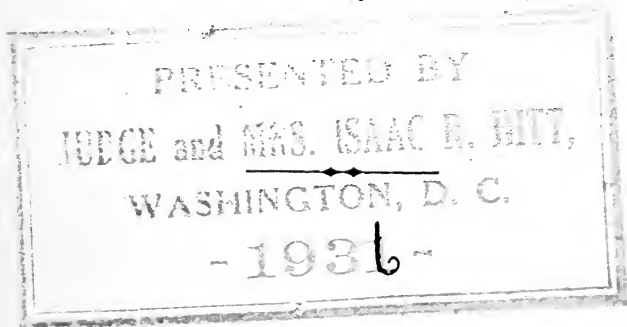 PRESENTED BY
JUDGE and MRS. ISAAC R. HITT,
WASHINGTON, D. C.
- 1936 -